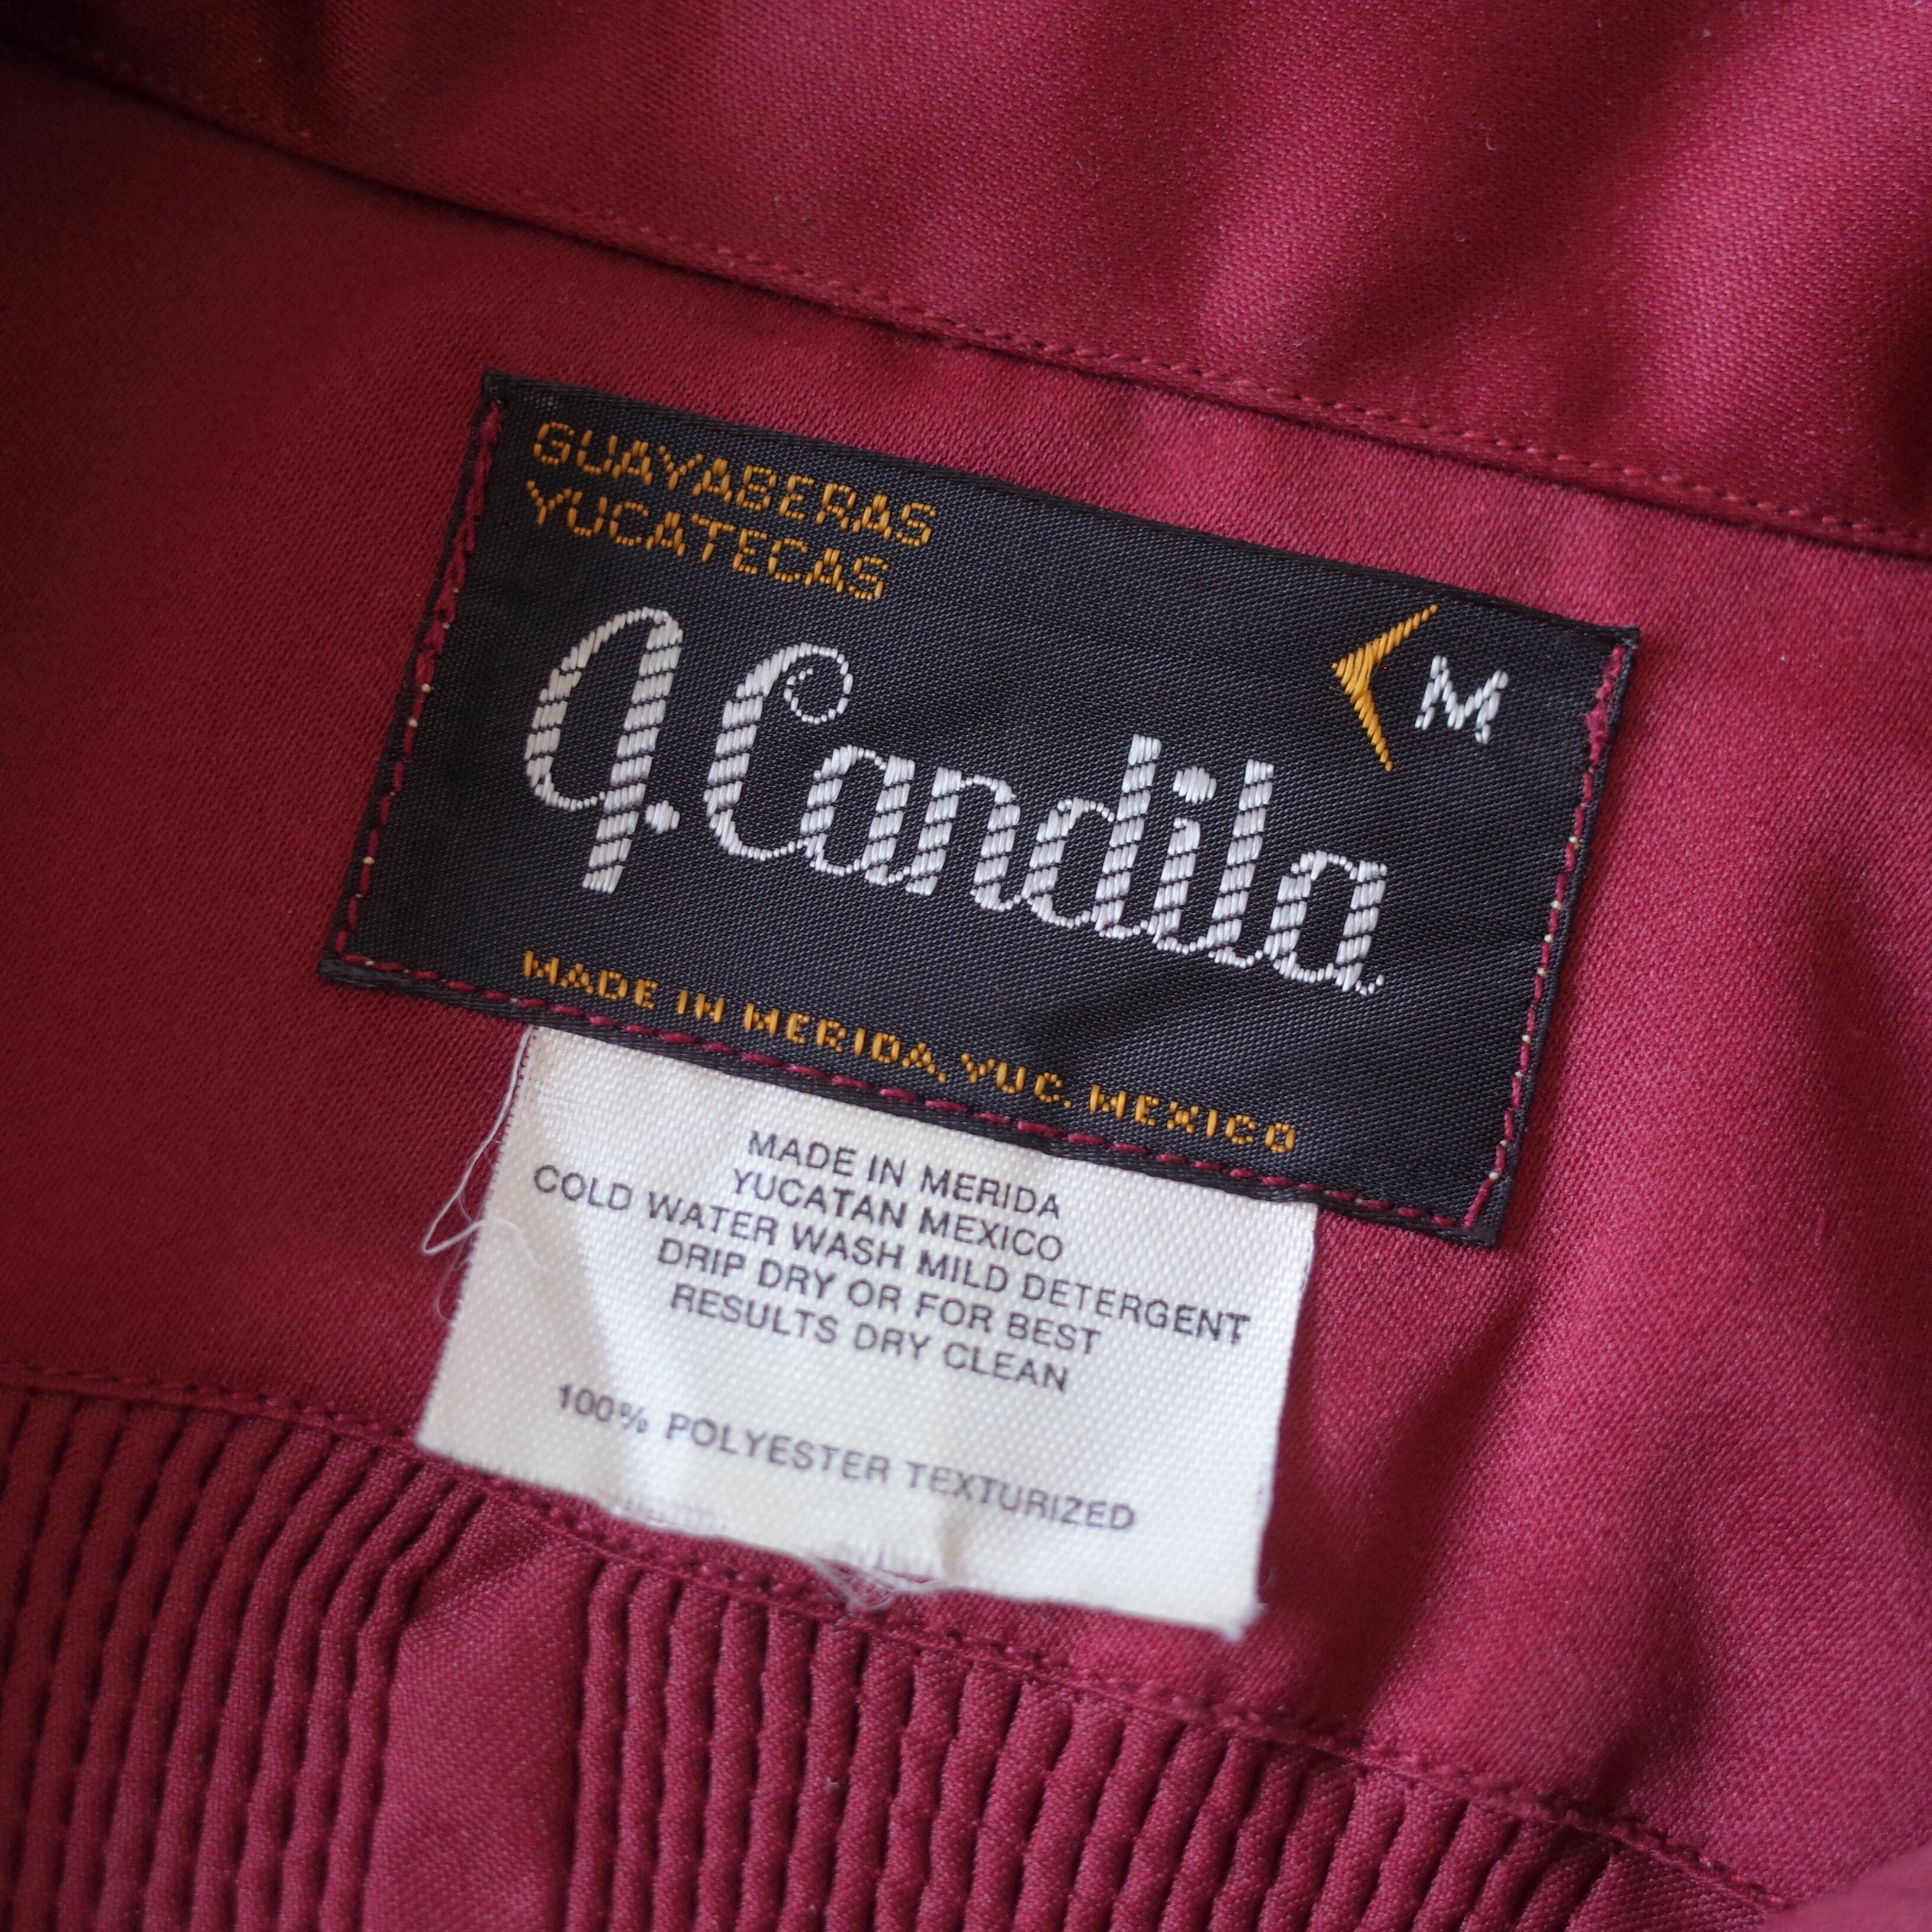 GUAYABERAS
YUCATECAS
M
G. Candila
MADE IN MERIDA, YUC. MEXICO
MADE IN MERIDA
YUCATAN MEXICO
COLD WATER WASH MILD DETERGENT
DRIP DRY OR FOR BEST
RESULTS DRY CLEAN
100% POLYESTER TEXTURIZED